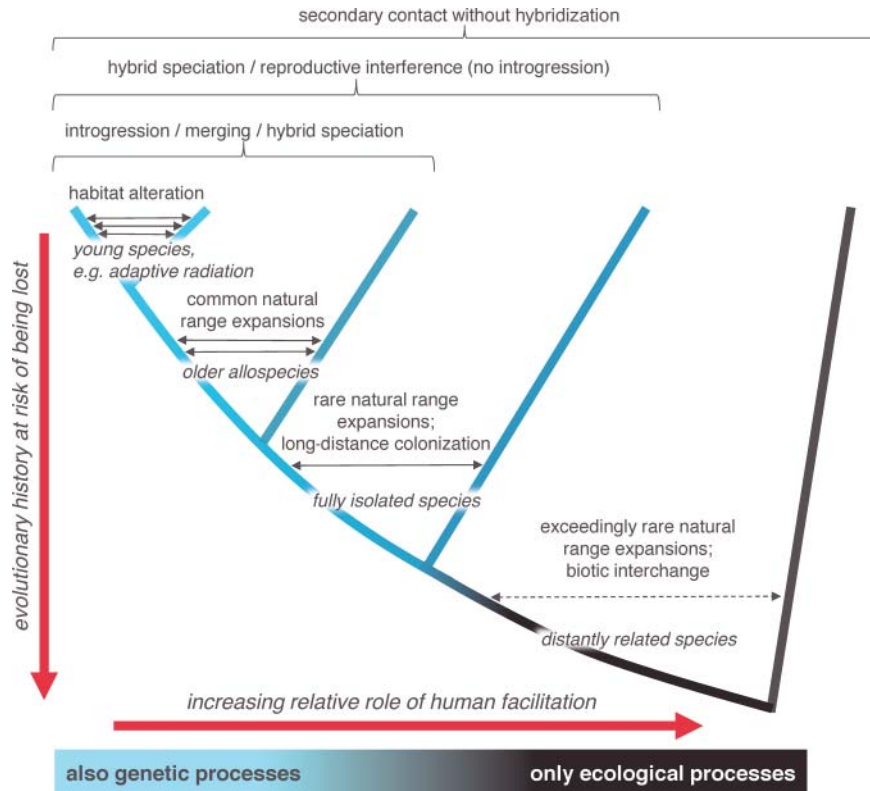 secondary contact without hybridization
hybrid speciation / reproductive interference (no introgression)
introgression / merging / hybrid speciation
habitat alteration
young species,
e.g. adaptive radiation
common natural
range expansions
older allospecies
rare natural range
expansions;
long-distance colonization
fully isolated species
exceedingly rare natural
range expansions;
biotic interchange
distantly related species
evolutionary history at risk of being lost
increasing relative role of human facilitation
also genetic processes
only ecological processes